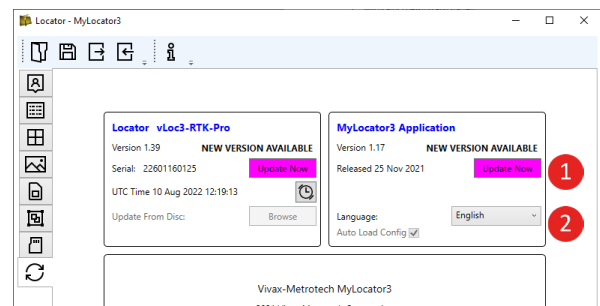 Locator - MyLocator3
Locator vLoc3-RTK-Pro
Version 1.39 NEW VERSION AVAILABLE
Serial: 22601160125 Update Now
UTC Time 10 Aug 2022 12:19:13
Update From Disc: Browse
MyLocator3 Application
Version 1.17 NEW VERSION AVAILABLE
Released 25 Nov 2021 Update Now
1
Language: English
2
Auto Load Config
Vivax-Metrotech MyLocator3